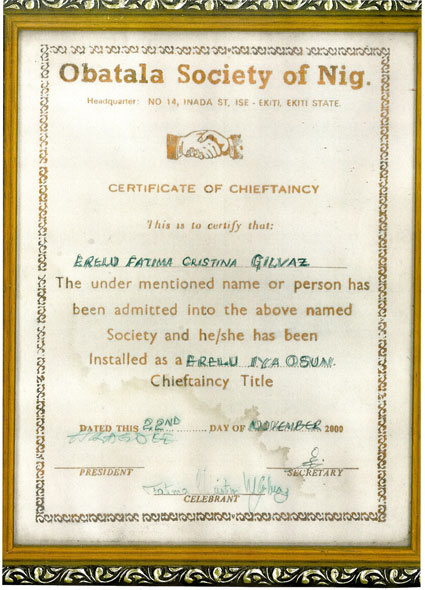 Obatala Society of Nig.
Headquarter: NO 14, INADA ST, ISE - EKITI, EKITI STATE.
CERTIFICATE OF CHIEFTAINCY
This is to certify that:
ERELU FATIMA CRISTINA GILVAZ
The under mentioned name or person has
been admitted into the above named
Society and he/she has been
Installed as a ERELU IYA OSUN.
Chieftaincy Title
DATED THIS 22ND DAY OF NOVEMBER 2000
PRESIDENT SECRETARY
CELEBRANT